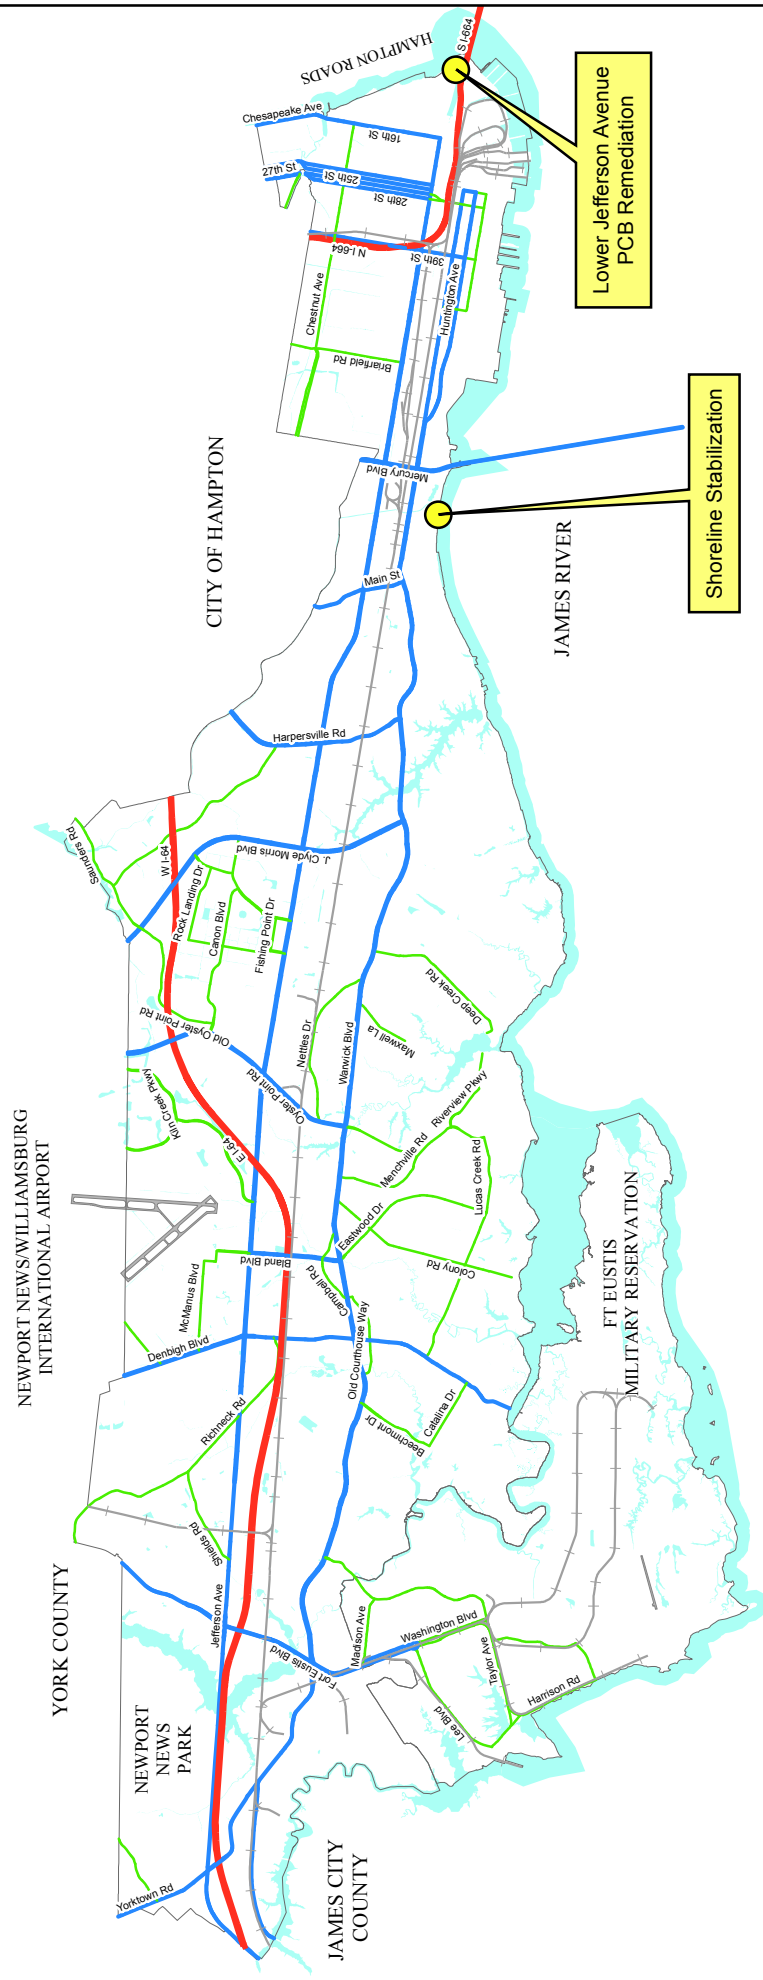 HAMPTON ROADS
S I-664
Chesapeake Ave
16th St
27th St
25th St
28th St
N I-664
39th St
Chestnut Ave
Huntington Ave
Briarfield Rd
Lower Jefferson Avenue
PCB Remediation
Mercury Blvd
Shoreline Stabilization
CITY OF HAMPTON
JAMES RIVER
Main St
Harpersville Rd
Saunders Rd
W I-64
J. Clyde Morris Blvd
Rock Landing Dr
Canon Blvd
Fishing Point Dr
Old Oyster Point Rd
Oyster Point Rd
Nettles Dr
Warwick Blvd
Maxwell La
Deep Creek Rd
Kiln Creek Pkwy
E I-64
Menchville Rd
Riverview Pkwy
Lucas Creek Rd
NEWPORT NEWS/WILLIAMSBURG
INTERNATIONAL AIRPORT
Eastwood Dr
Colony Rd
Bland Blvd
McManus Blvd
Campbell Rd
Denbigh Blvd
Old Courthouse Way
FT EUSTIS
MILITARY RESERVATION
Richneck Rd
Beechmont Dr
Catalina Dr
Shields Rd
YORK COUNTY
Jefferson Ave
Fort Eustis Blvd
Madison Ave
Washington Blvd
Taylor Ave
Harrison Rd
Lee Blvd
NEWPORT
NEWS
PARK
Yorktown Rd
JAMES CITY
COUNTY